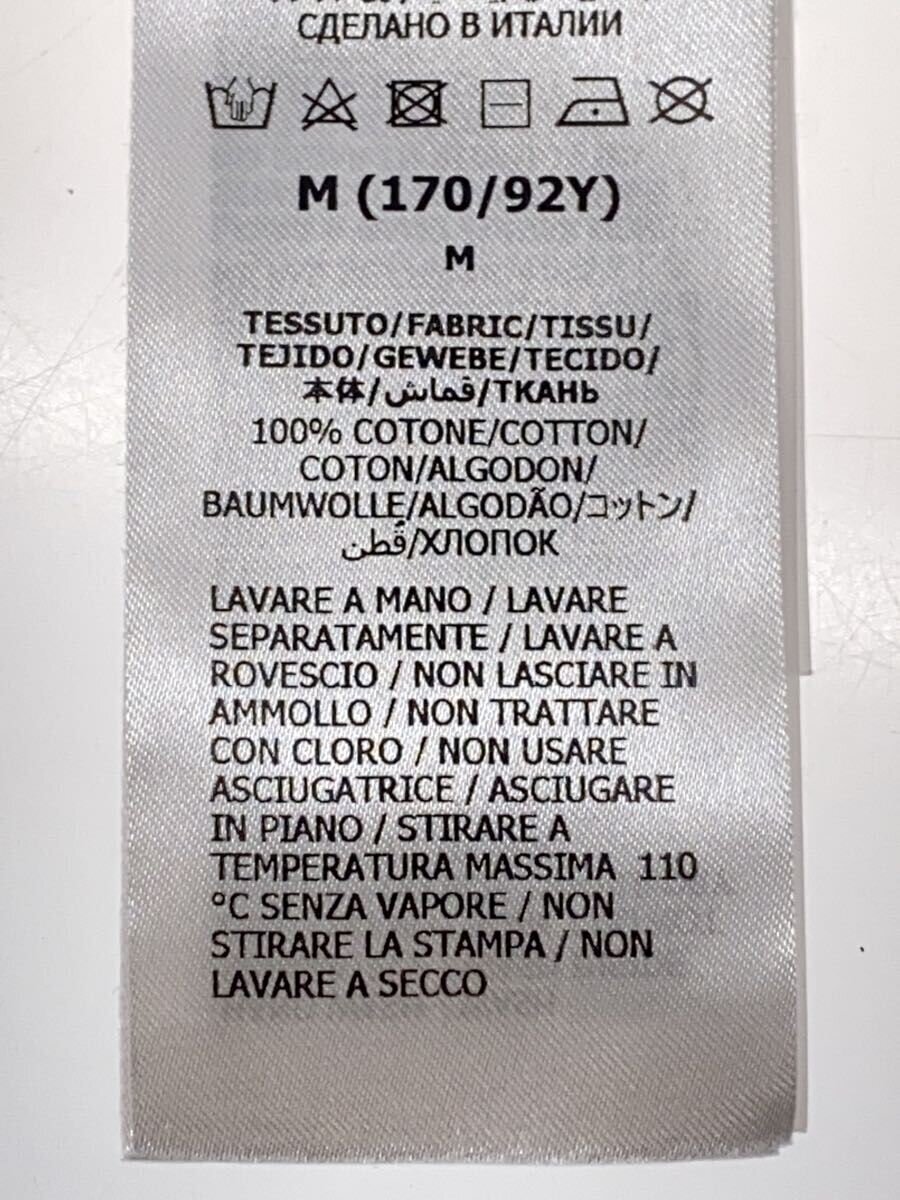 СДЕЛАНО В ИТАЛИИ
M (170/92Y)
M
TESSUTO/FABRIC/TISSU/
TEJIDO/GEWEBE/TECIDO/
本体/قماش/ТКАНЬ
100% COTONE/COTTON/
COTON/ALGODON/
BAUMWOLLE/ALGODÃO/コットン/
قُطن/ХЛОПОК
LAVARE A MANO / LAVARE
SEPARATAMENTE / LAVARE A
ROVESCIO / NON LASCIARE IN
AMMOLLO / NON TRATTARE
CON CLORO / NON USARE
ASCIUGATRICE / ASCIUGARE
IN PIANO / STIRARE A
TEMPERATURA MASSIMA 110
°C SENZA VAPORE / NON
STIRARE LA STAMPA / NON
LAVARE A SECCO